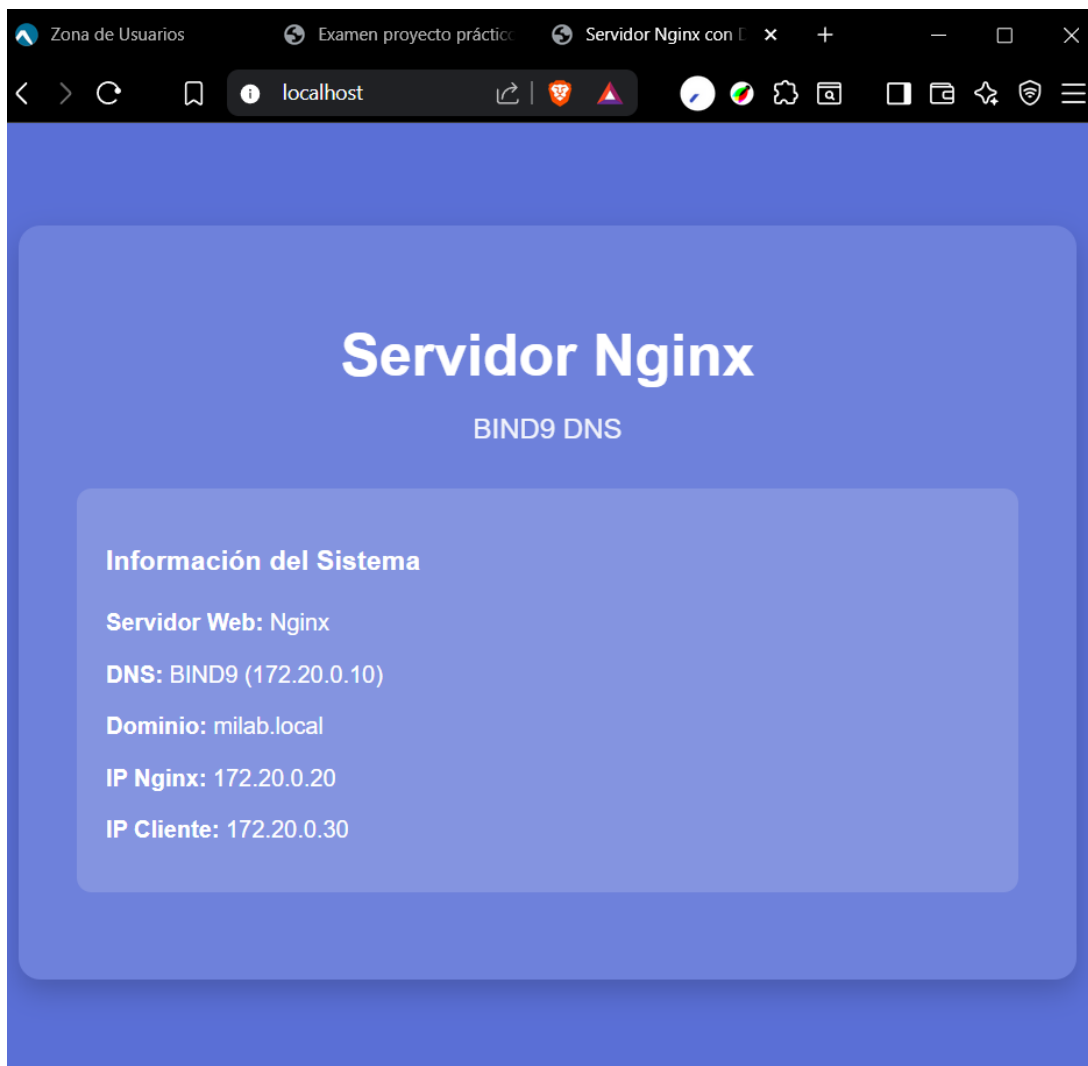 Zona de Usuarios
Examen proyecto práctico
Servidor Nginx con D
localhost
Servidor Nginx
BIND9 DNS
Información del Sistema
Servidor Web: Nginx
DNS: BIND9 (172.20.0.10)
Dominio: milab.local
IP Nginx: 172.20.0.20
IP Cliente: 172.20.0.30